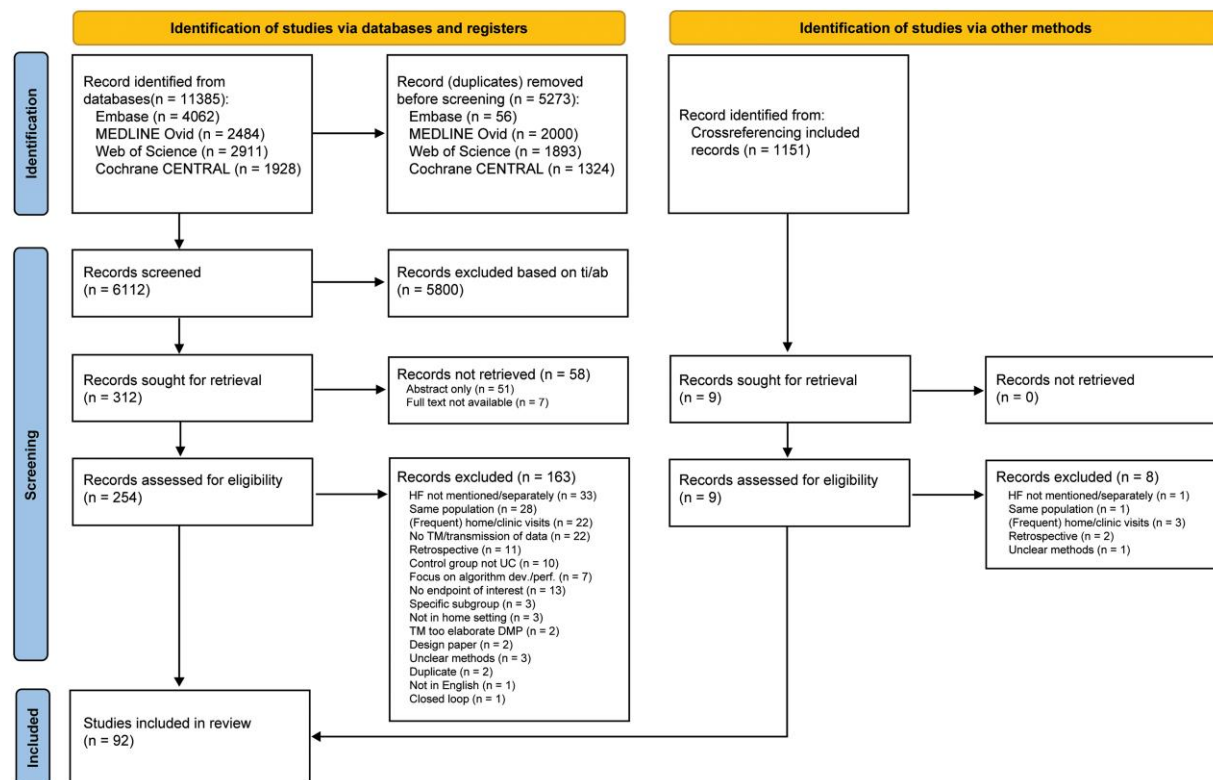 Identification of studies via databases and registers
Identification of studies via other methods
Identification
Record identified from
databases(n = 11385):
Embase (n = 4062)
MEDLINE Ovid (n = 2484)
Web of Science (n = 2911)
Cochrane CENTRAL (n = 1928)
Record (duplicates) removed
before screening (n = 5273):
Embase (n = 56)
MEDLINE Ovid (n = 2000)
Web of Science (n = 1893)
Cochrane CENTRAL (n = 1324)
Record identified from:
Crossreferencing included
records (n = 1151)
Screening
Records screened
(n = 6112)
Records excluded based on ti/ab
(n = 5800)
Records sought for retrieval
(n = 312)
Records not retrieved (n = 58)
Abstract only (n = 51)
Full text not available (n = 7)
Records sought for retrieval
(n = 9)
Records not retrieved
(n = 0)
Records assessed for eligibility
(n = 254)
Records excluded (n = 163)
HF not mentioned/separately (n = 33)
Same population (n = 28)
(Frequent) home/clinic visits (n = 22)
No TM/transmission of data (n = 22)
Retrospective (n = 11)
Control group not UC (n = 10)
Focus on algorithm dev./perf. (n = 7)
No endpoint of interest (n = 13)
Specific subgroup (n = 3)
Not in home setting (n = 3)
TM too elaborate DMP (n = 2)
Design paper (n = 2)
Unclear methods (n = 3)
Duplicate (n = 2)
Not in English (n = 1)
Closed loop (n = 1)
Records assessed for eligibility
(n = 9)
Records excluded (n = 8)
HF not mentioned/separately (n = 1)
Same population (n = 1)
(Frequent) home/clinic visits (n = 3)
Retrospective (n = 2)
Unclear methods (n = 1)
Included
Studies included in review
(n = 92)